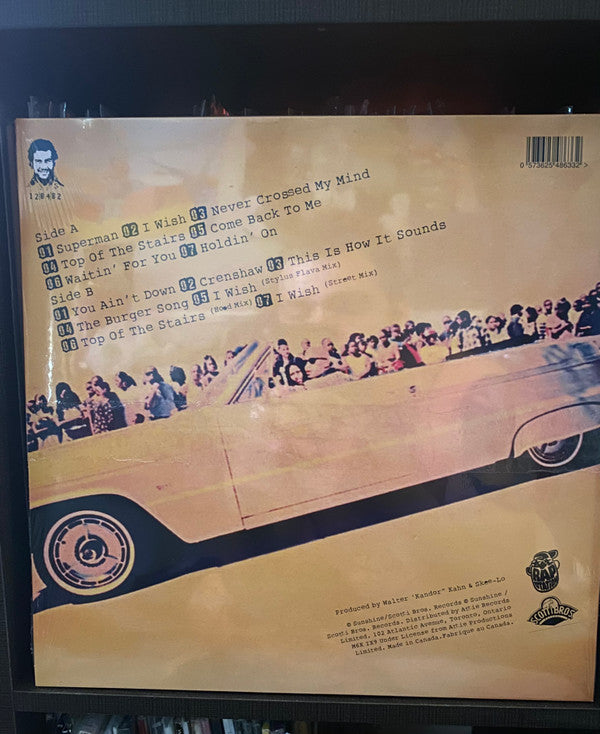 120482
0 573625 486332 >
Side A
01 Superman 02 I Wish 03 Never Crossed My Mind
04 Top Of The Stairs 05 Come Back To Me
06 Waitin' For You 07 Holdin' On
Side B
01 You Ain't Down 02 Crenshaw 03 This Is How It Sounds
04 The Burger Song 05 I Wish (Stylus Flava Mix)
06 Top Of The Stairs (Hood Mix) 07 I Wish (Street Mix)
Produced by Walter 'Kandor" Kahn & Skee-Lo
© Sunshine/Scotti Bros. Records ℗ Sunshine /
Scotti Bros. Records. Distributed by Attic Records
Limited. 102 Atlantic Avenue, Toronto. Ontario
M6K 1X9 Under License from Attic Productions
Limited. Made in Canada.Fabrique au Canada.
RAP
SCOTTI BROS